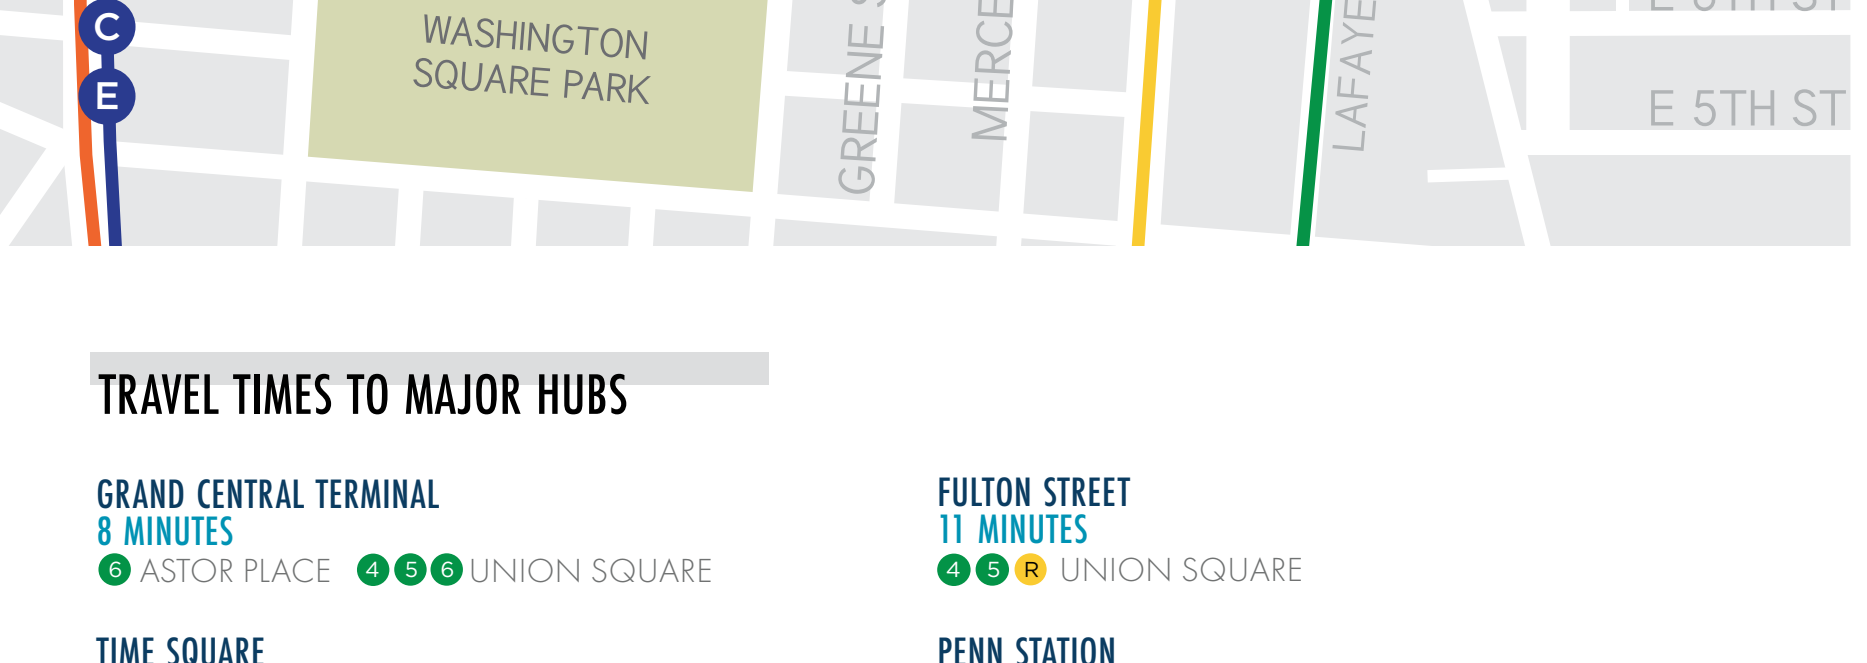 C
E
WASHINGTON
SQUARE PARK
GREENE
E 5TH ST
TRAVEL TIMES TO MAJOR HUBS
GRAND CENTRAL TERMINAL
8 MINUTES
6 ASTOR PLACE 4 5 6 UNION SQUARE
FULTON STREET
11 MINUTES
4 5 R UNION SQUARE
TIME SQUARE
PENN STATION